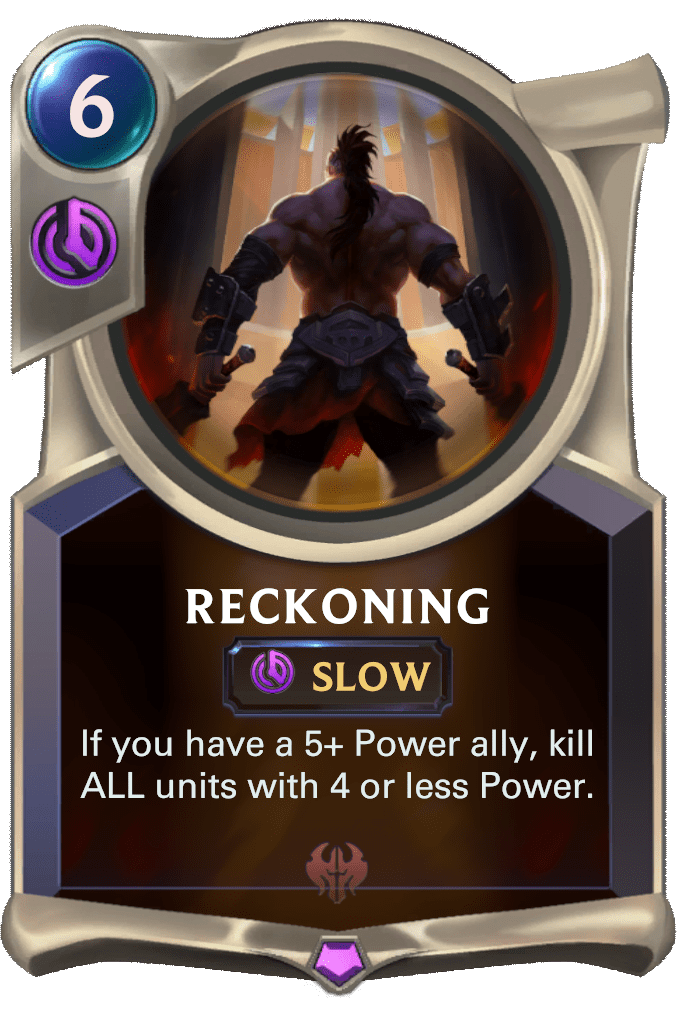 6
RECKONING
SLOW
If you have a 5+ Power ally, kill
ALL units with 4 or less Power.